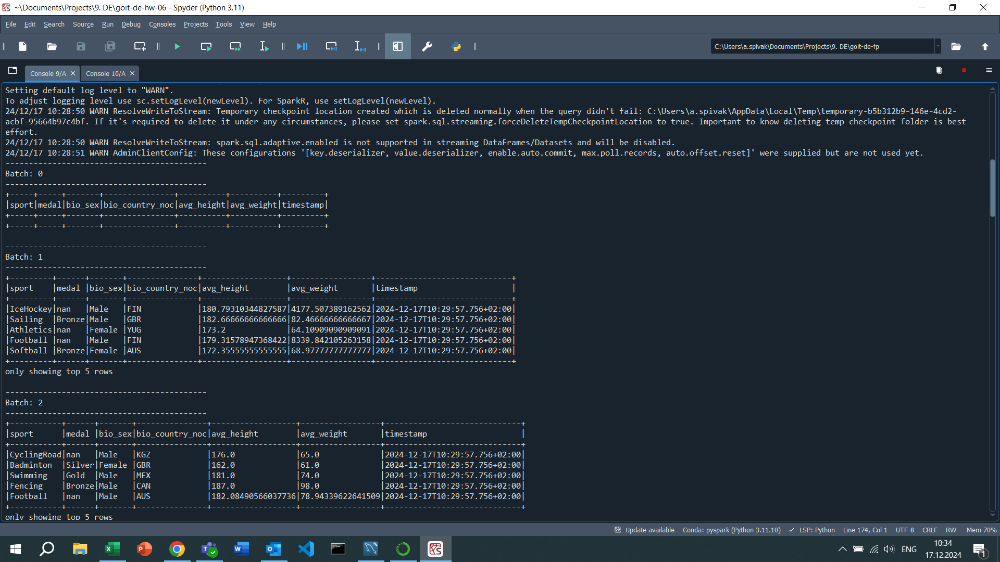 ~\Documents\Projects\9. DE\goit-de-hw-06 - Spyder (Python 3.11)
File Edit Search Source Run Debug Consoles Projects Tools View Help
C:\Users\a.spivak\Documents\Projects\9. DE\goit-de-fp
Console 9/A Console 10/A
Setting default log level to "WARN".
To adjust logging level use sc.setLogLevel(newLevel). For SparkR, use setLogLevel(newLevel).
24/12/17 10:28:50 WARN ResolveWriteToStream: Temporary checkpoint location created which is deleted normally when the query didn't fail: C:\Users\a.spivak\AppData\Local\Temp\temporary-b5b312b9-146e-4cd2-
acbf-95664b97c4bf. If it's required to delete it under any circumstances, please set spark.sql.streaming.forceDeleteTempCheckpointLocation to true. Important to know deleting temp checkpoint folder is best
effort.
24/12/17 10:28:50 WARN ResolveWriteToStream: spark.sql.adaptive.enabled is not supported in streaming DataFrames/Datasets and will be disabled.
24/12/17 10:28:51 WARN AdminClientConfig: These configurations '[key.deserializer, value.deserializer, enable.auto.commit, max.poll.records, auto.offset.reset]' were supplied but are not used yet.
-------------------------------------------
Batch: 0
-------------------------------------------
+-----+-----+-------+---------------+----------+----------+---------+
|sport|medal|bio_sex|bio_country_noc|avg_height|avg_weight|timestamp|
+-----+-----+-------+---------------+----------+----------+---------+
+-----+-----+-------+---------------+----------+----------+---------+
-------------------------------------------
Batch: 1
-------------------------------------------
+---------+------+-------+---------------+------------------+-----------------+-----------------------------+
|sport    |medal |bio_sex|bio_country_noc|avg_height        |avg_weight       |timestamp                    |
+---------+------+-------+---------------+------------------+-----------------+-----------------------------+
|IceHockey|nan   |Male   |FIN            |180.79310344827587|4177.507389162562|2024-12-17T10:29:57.756+02:00|
|Sailing  |Bronze|Male   |GBR            |182.66666666666666|82.46666666666667|2024-12-17T10:29:57.756+02:00|
|Athletics|nan   |Female |YUG            |173.2             |64.10909090909091|2024-12-17T10:29:57.756+02:00|
|Football |nan   |Male   |FIN            |179.31578947368422|8339.842105263158|2024-12-17T10:29:57.756+02:00|
|Softball |Bronze|Female |AUS            |172.35555555555555|68.97777777777777|2024-12-17T10:29:57.756+02:00|
+---------+------+-------+---------------+------------------+-----------------+-----------------------------+
only showing top 5 rows
-------------------------------------------
Batch: 2
-------------------------------------------
+-----------+------+-------+---------------+------------------+-----------------+-----------------------------+
|sport      |medal |bio_sex|bio_country_noc|avg_height        |avg_weight       |timestamp                    |
+-----------+------+-------+---------------+------------------+-----------------+-----------------------------+
|CyclingRoad|nan   |Male   |KGZ            |176.0             |65.0             |2024-12-17T10:29:57.756+02:00|
|Badminton  |Silver|Female |GBR            |162.0             |61.0             |2024-12-17T10:29:57.756+02:00|
|Swimming   |Gold  |Male   |MEX            |181.0             |74.0             |2024-12-17T10:29:57.756+02:00|
|Fencing    |Bronze|Male   |CAN            |187.0             |98.0             |2024-12-17T10:29:57.756+02:00|
|Football   |nan   |Male   |AUS            |182.08490566037736|78.94339622641509|2024-12-17T10:29:57.756+02:00|
+-----------+------+-------+---------------+------------------+-----------------+-----------------------------+
only showing top 5 rows
Update available Conda: pyspark (Python 3.11.10) LSP: Python Line 174, Col 1 UTF-8 CRLF RW Mem 70%
ENG
10:34
17.12.2024
1